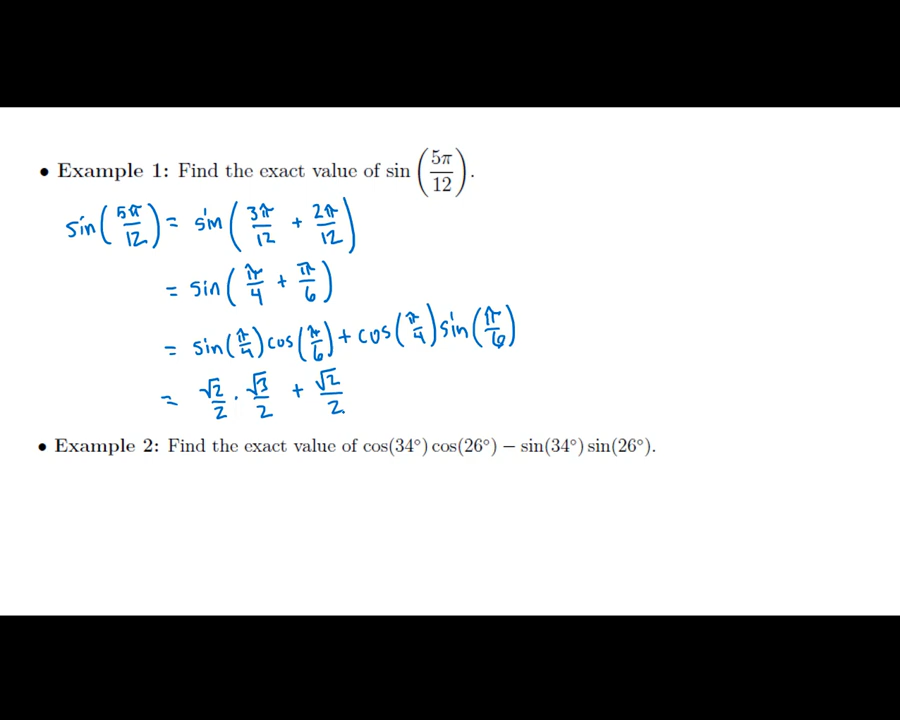 • Example 1: Find the exact value of sin(5π/12).
sin(5π/12) = sin(3π/12 + 2π/12)
= sin(π/4 + π/6)
= sin(π/4)cos(π/6) + cos(π/4)sin(π/6)
= √2/2 · √3/2 + √2/2
• Example 2: Find the exact value of cos(34°) cos(26°) − sin(34°) sin(26°).